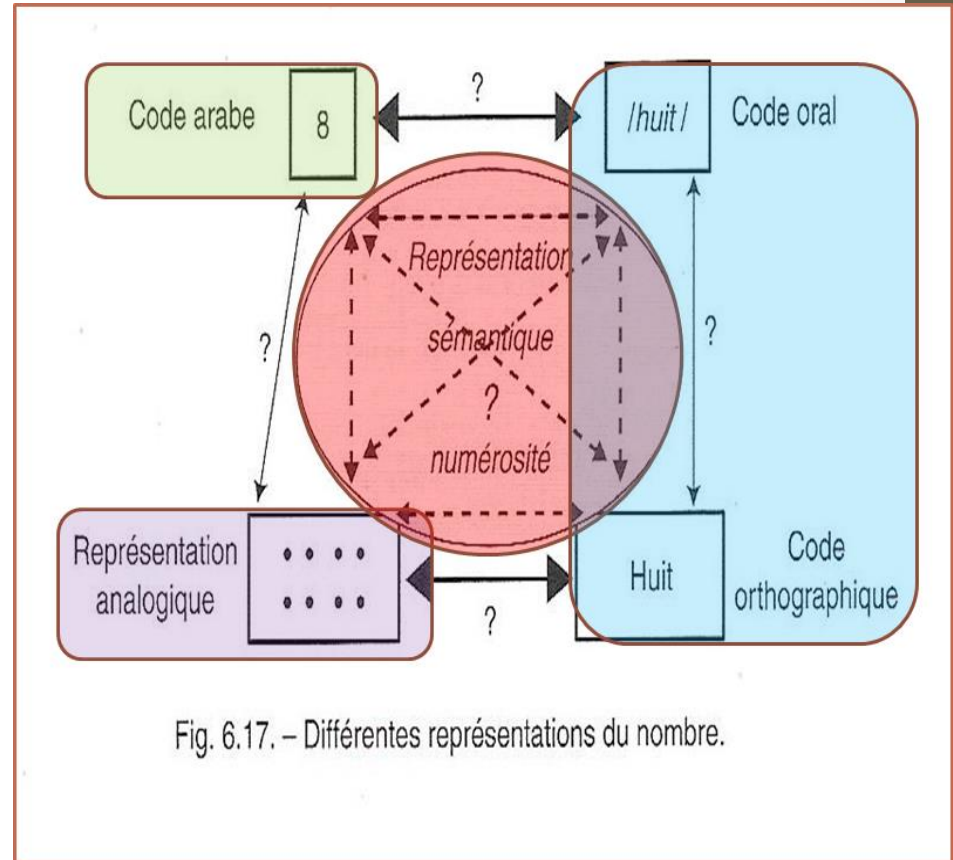 Code arabe
8
?
/huit/
Code oral
Représentation
sémantique
?
numérosité
?
?
Représentation
analogique
Huit
Code
orthographique
?
Fig. 6.17. – Différentes représentations du nombre.